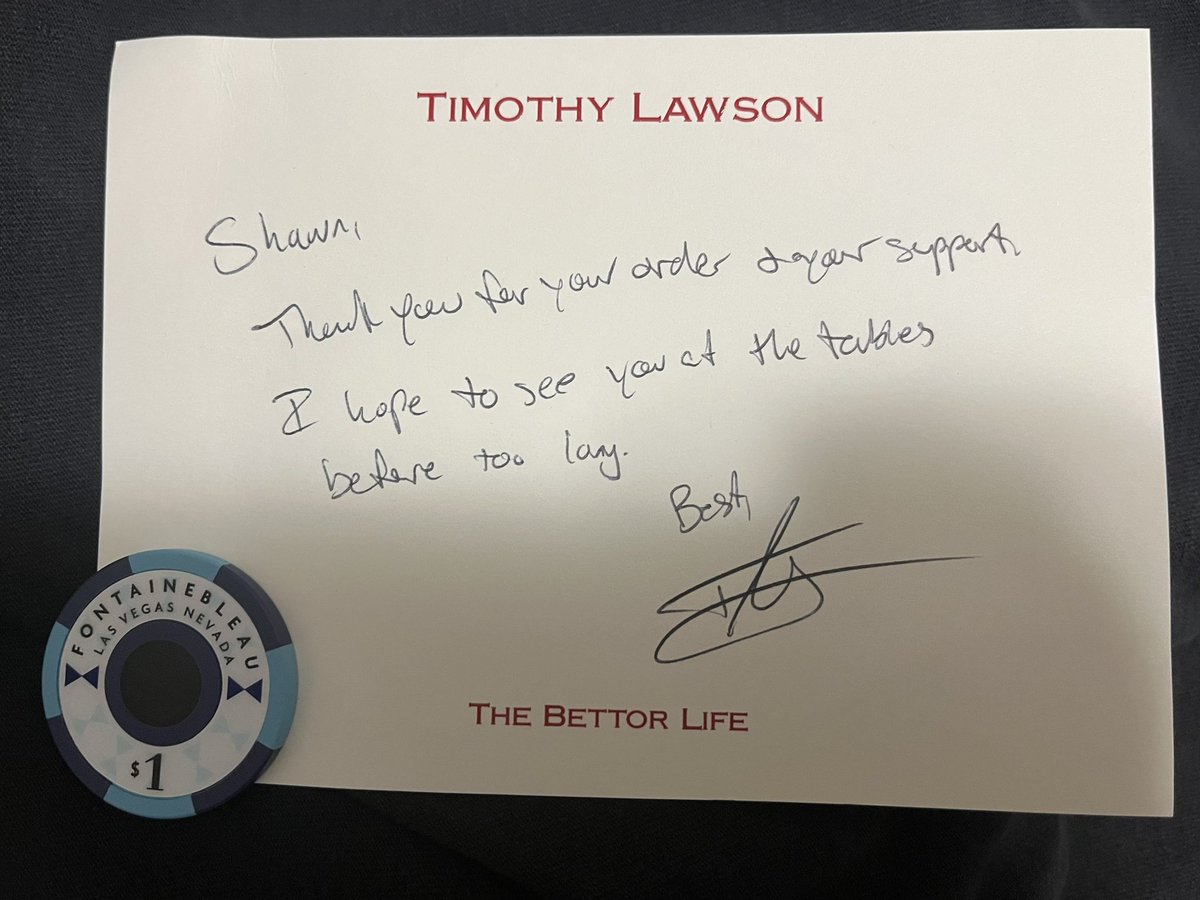 TIMOTHY LAWSON
Shawn,
Thank you for your order & your support,
I hope to see you at the tables
before too long.
Best,
THE BETTOR LIFE
FONTAINEBLEAU
LAS VEGAS NEVADA
$1